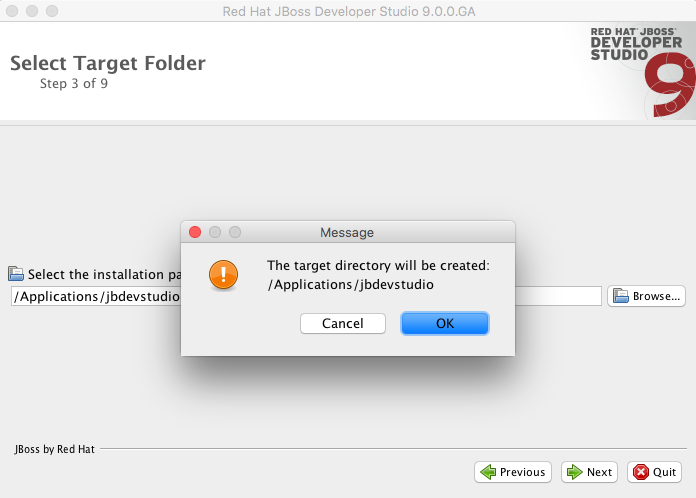 Red Hat JBoss Developer Studio 9.0.0.GA
RED HAT® JBOSS®
DEVELOPER
STUDIO
9
Select Target Folder
Step 3 of 9
Message
The target directory will be created:
/Applications/jbdevstudio
Cancel
OK
Select the installation pa
/Applications/jbdevstudio
Browse...
JBoss by Red Hat
Previous
Next
Quit